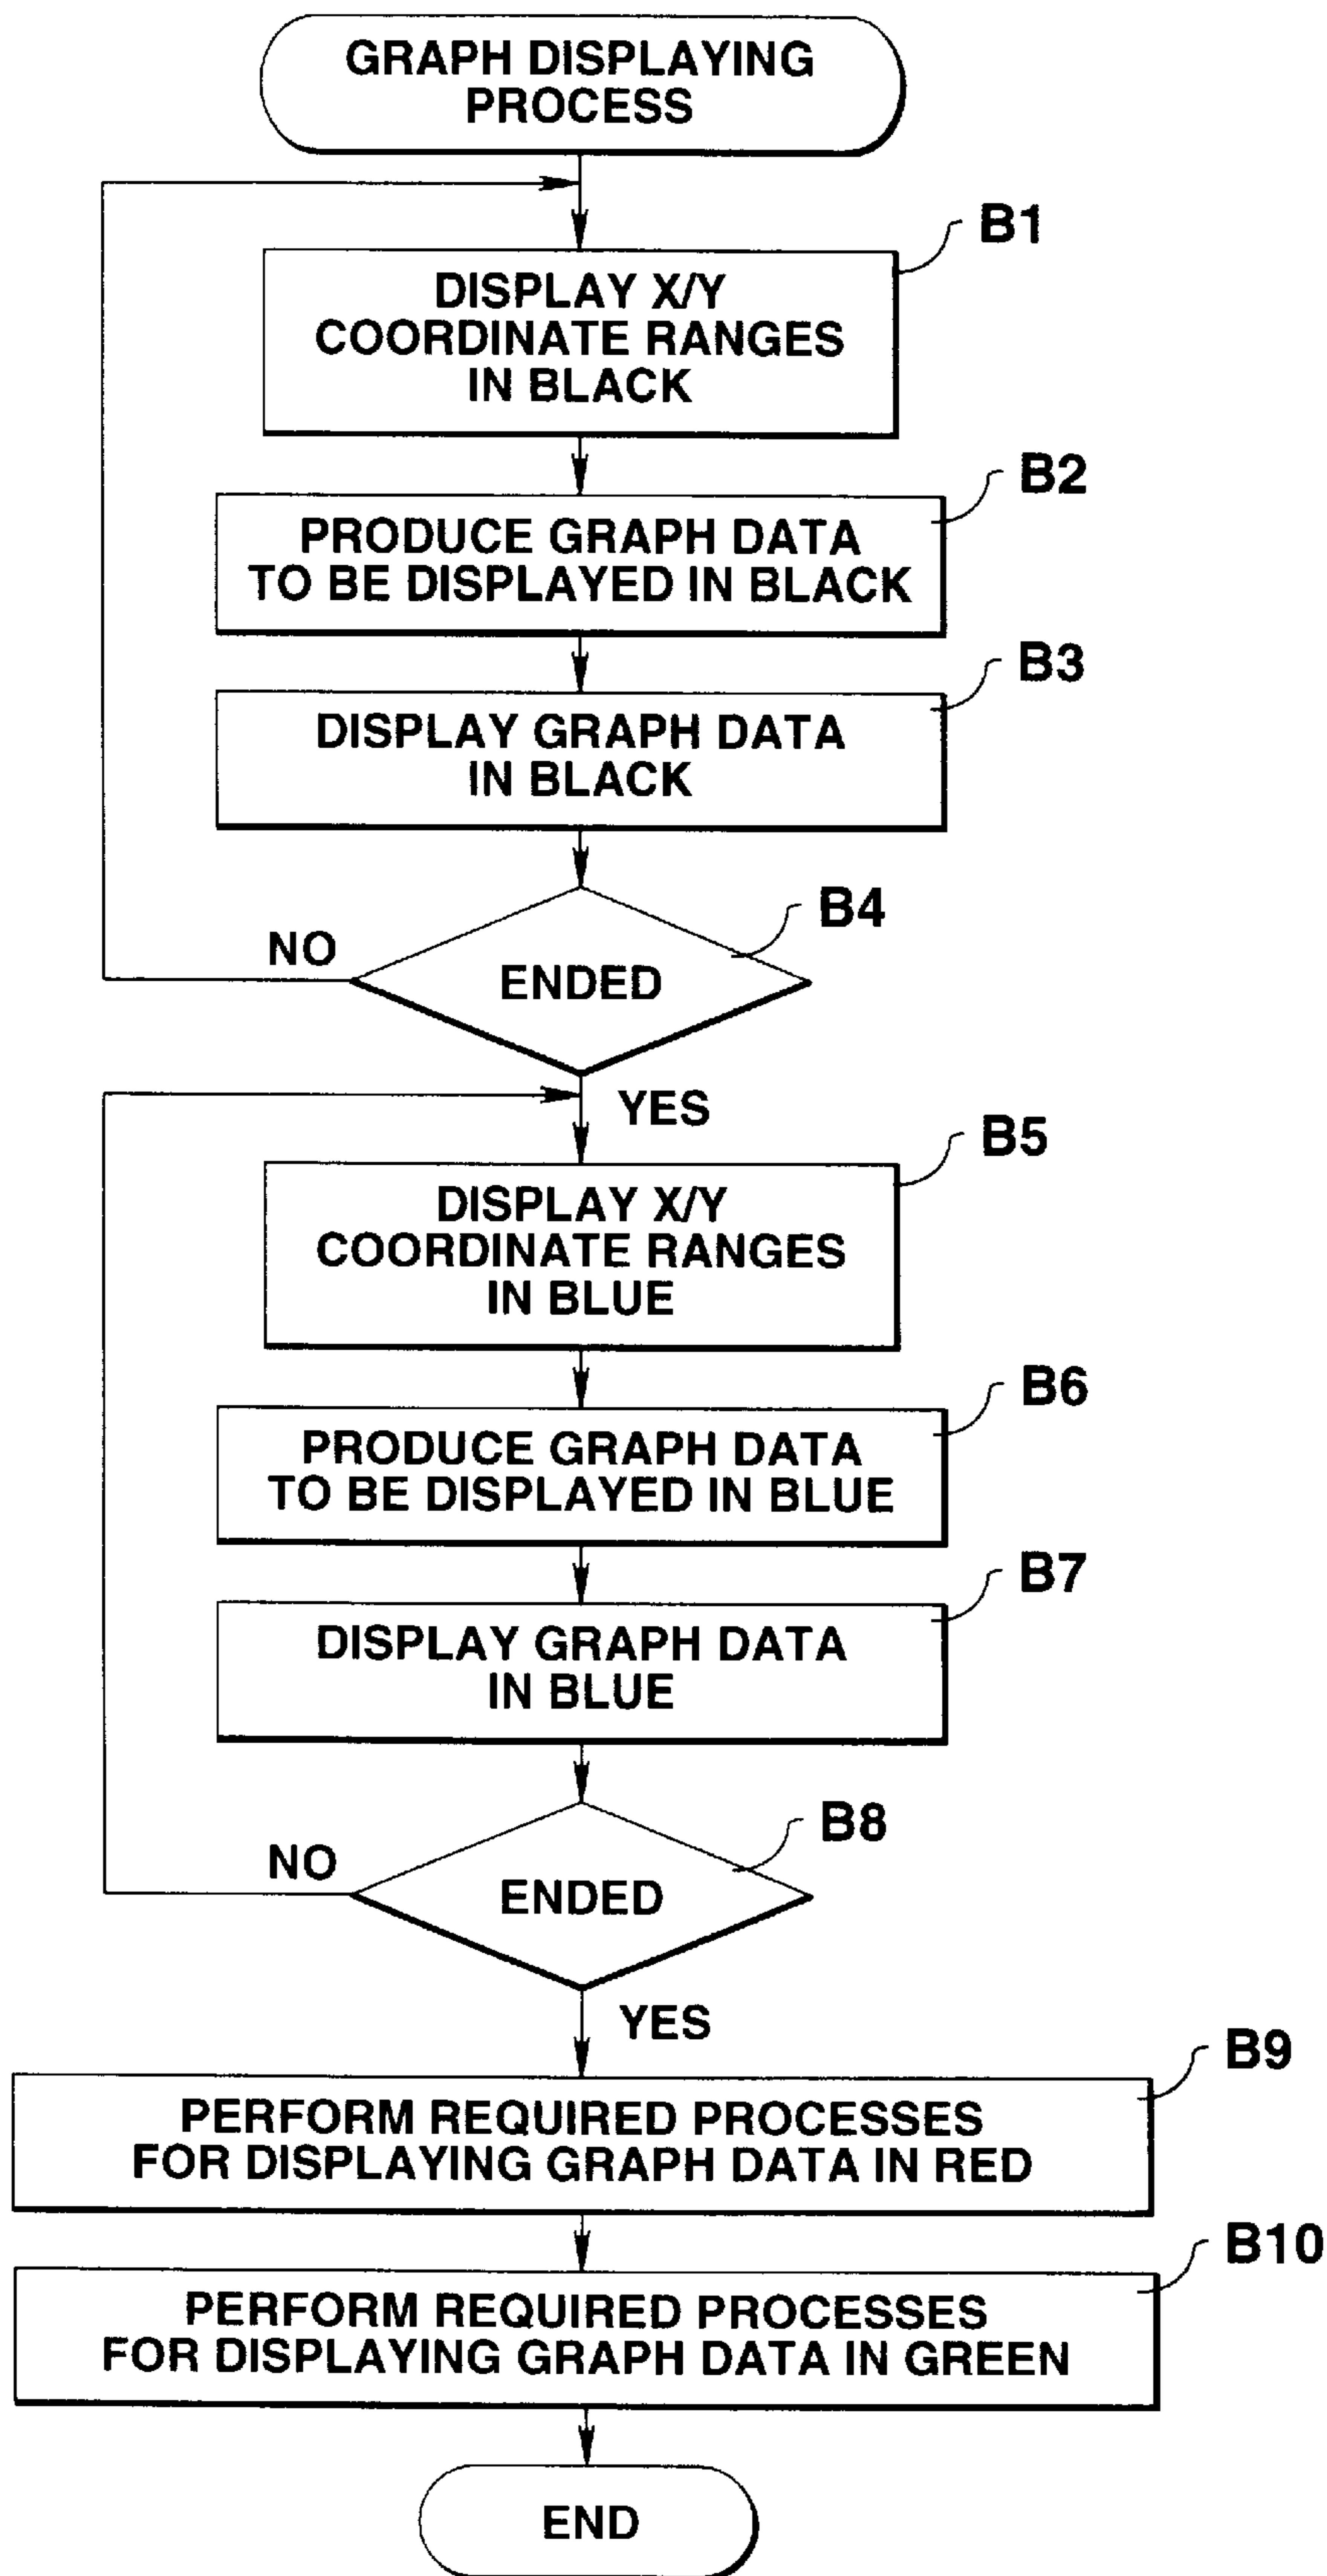 GRAPH DISPLAYING
PROCESS
B1
DISPLAY X/Y
COORDINATE RANGES
IN BLACK
B2
PRODUCE GRAPH DATA
TO BE DISPLAYED IN BLACK
B3
DISPLAY GRAPH DATA
IN BLACK
B4
NO
ENDED
YES
B5
DISPLAY X/Y
COORDINATE RANGES
IN BLUE
B6
PRODUCE GRAPH DATA
TO BE DISPLAYED IN BLUE
B7
DISPLAY GRAPH DATA
IN BLUE
B8
NO
ENDED
YES
B9
PERFORM REQUIRED PROCESSES
FOR DISPLAYING GRAPH DATA IN RED
B10
PERFORM REQUIRED PROCESSES
FOR DISPLAYING GRAPH DATA IN GREEN
END